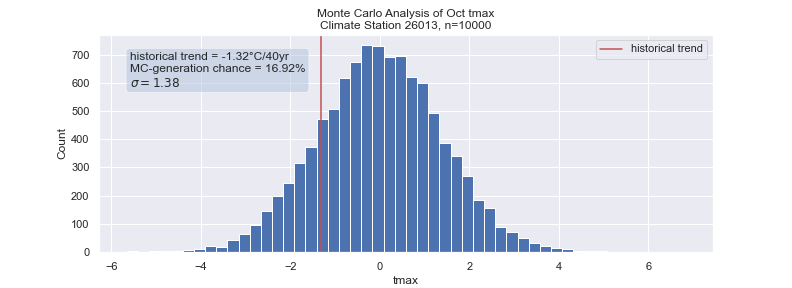 Monte Carlo Analysis of Oct tmax
Climate Station 26013, n=10000
historical trend = -1.32°C/40yr
MC-generation chance = 16.92%
σ = 1.38
historical trend
700
600
500
400
300
200
100
0
Count
−6 −4 −2 0 2 4 6
tmax